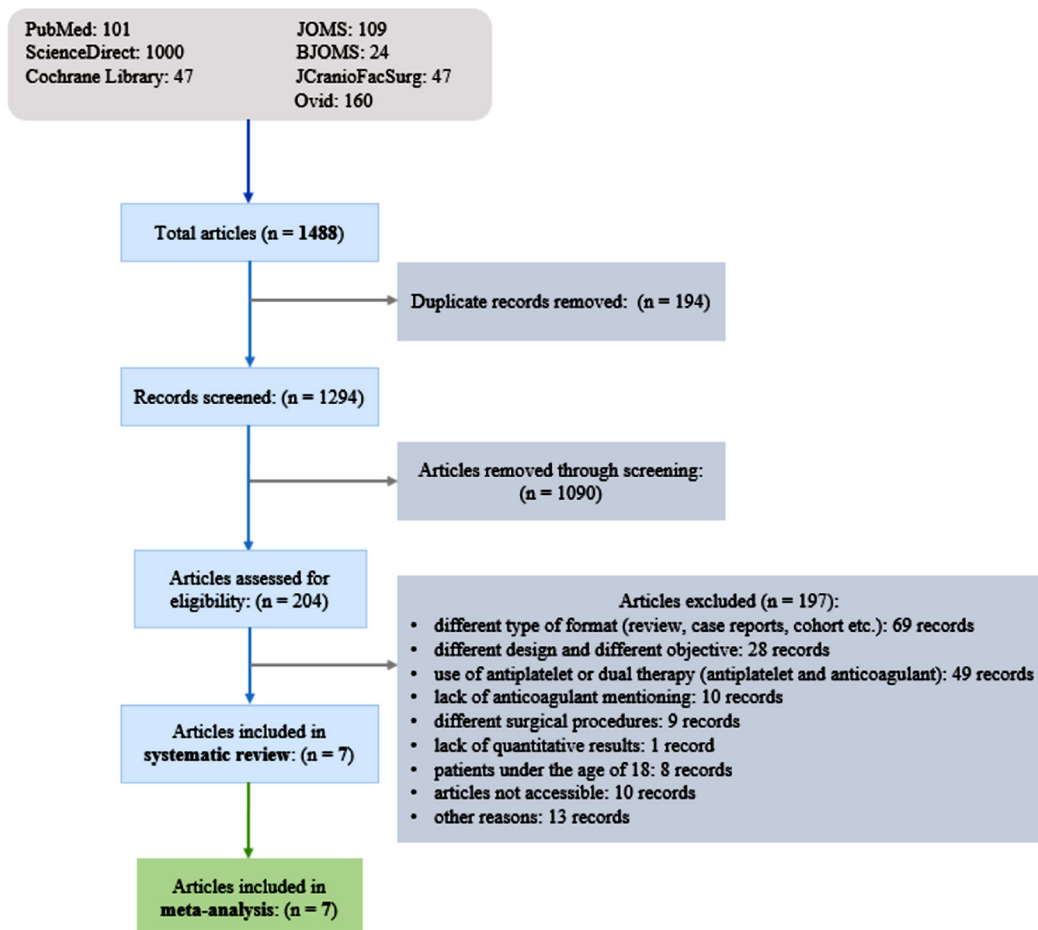 PubMed: 101
ScienceDirect: 1000
Cochrane Library: 47
JOMS: 109
BJOMS: 24
JCranioFacSurg: 47
Ovid: 160
Total articles (n = 1488)
Duplicate records removed: (n = 194)
Records screened: (n = 1294)
Articles removed through screening:
(n = 1090)
Articles assessed for
eligibility: (n = 204)
Articles excluded (n = 197):
• different type of format (review, case reports, cohort etc.): 69 records
• different design and different objective: 28 records
• use of antiplatelet or dual therapy (antiplatelet and anticoagulant): 49 records
• lack of anticoagulant mentioning: 10 records
• different surgical procedures: 9 records
• lack of quantitative results: 1 record
• patients under the age of 18: 8 records
• articles not accessible: 10 records
• other reasons: 13 records
Articles included in
systematic review: (n = 7)
Articles included in
meta-analysis: (n = 7)